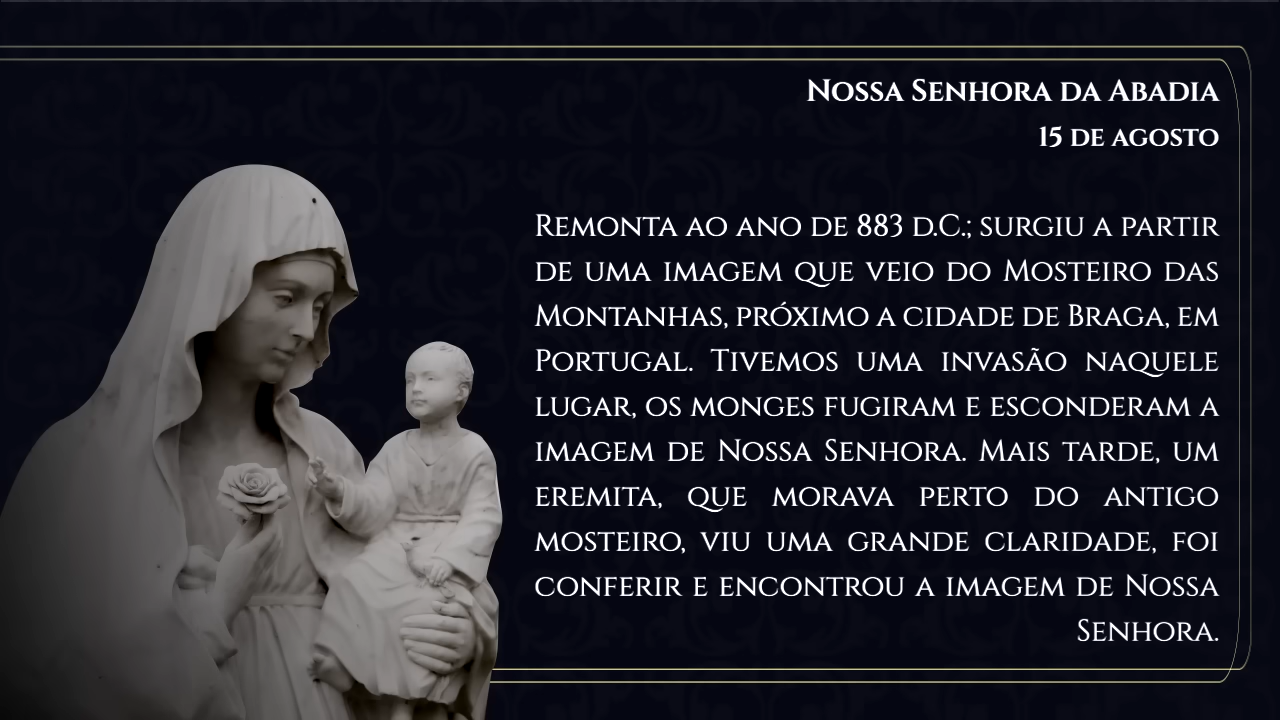 Nossa Senhora da Abadia
15 de agosto
Remonta ao ano de 883 d.C.; surgiu a partir
de uma imagem que veio do Mosteiro das
Montanhas, próximo a cidade de Braga, em
Portugal. Tivemos uma invasão naquele
lugar, os monges fugiram e esconderam a
imagem de Nossa Senhora. Mais tarde, um
eremita, que morava perto do antigo
mosteiro, viu uma grande claridade, foi
conferir e encontrou a imagem de Nossa
Senhora.